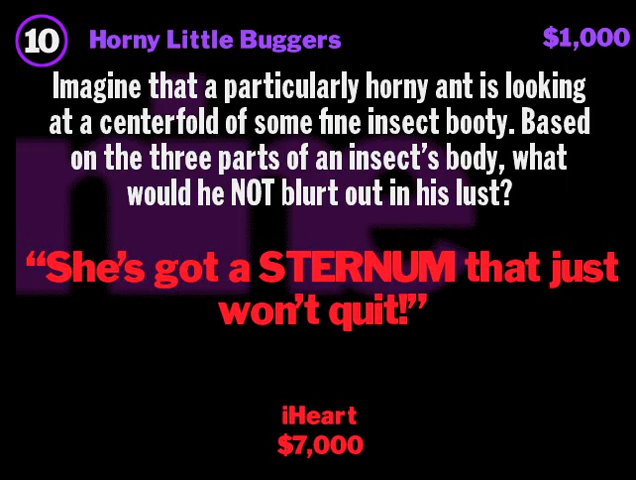 10 Horny Little Buggers $1,000
Imagine that a particularly horny ant is looking
at a centerfold of some fine insect booty. Based
on the three parts of an insect's body, what
would he NOT blurt out in his lust?
“She's got a STERNUM that just
won't quit!”
iHeart
$7,000